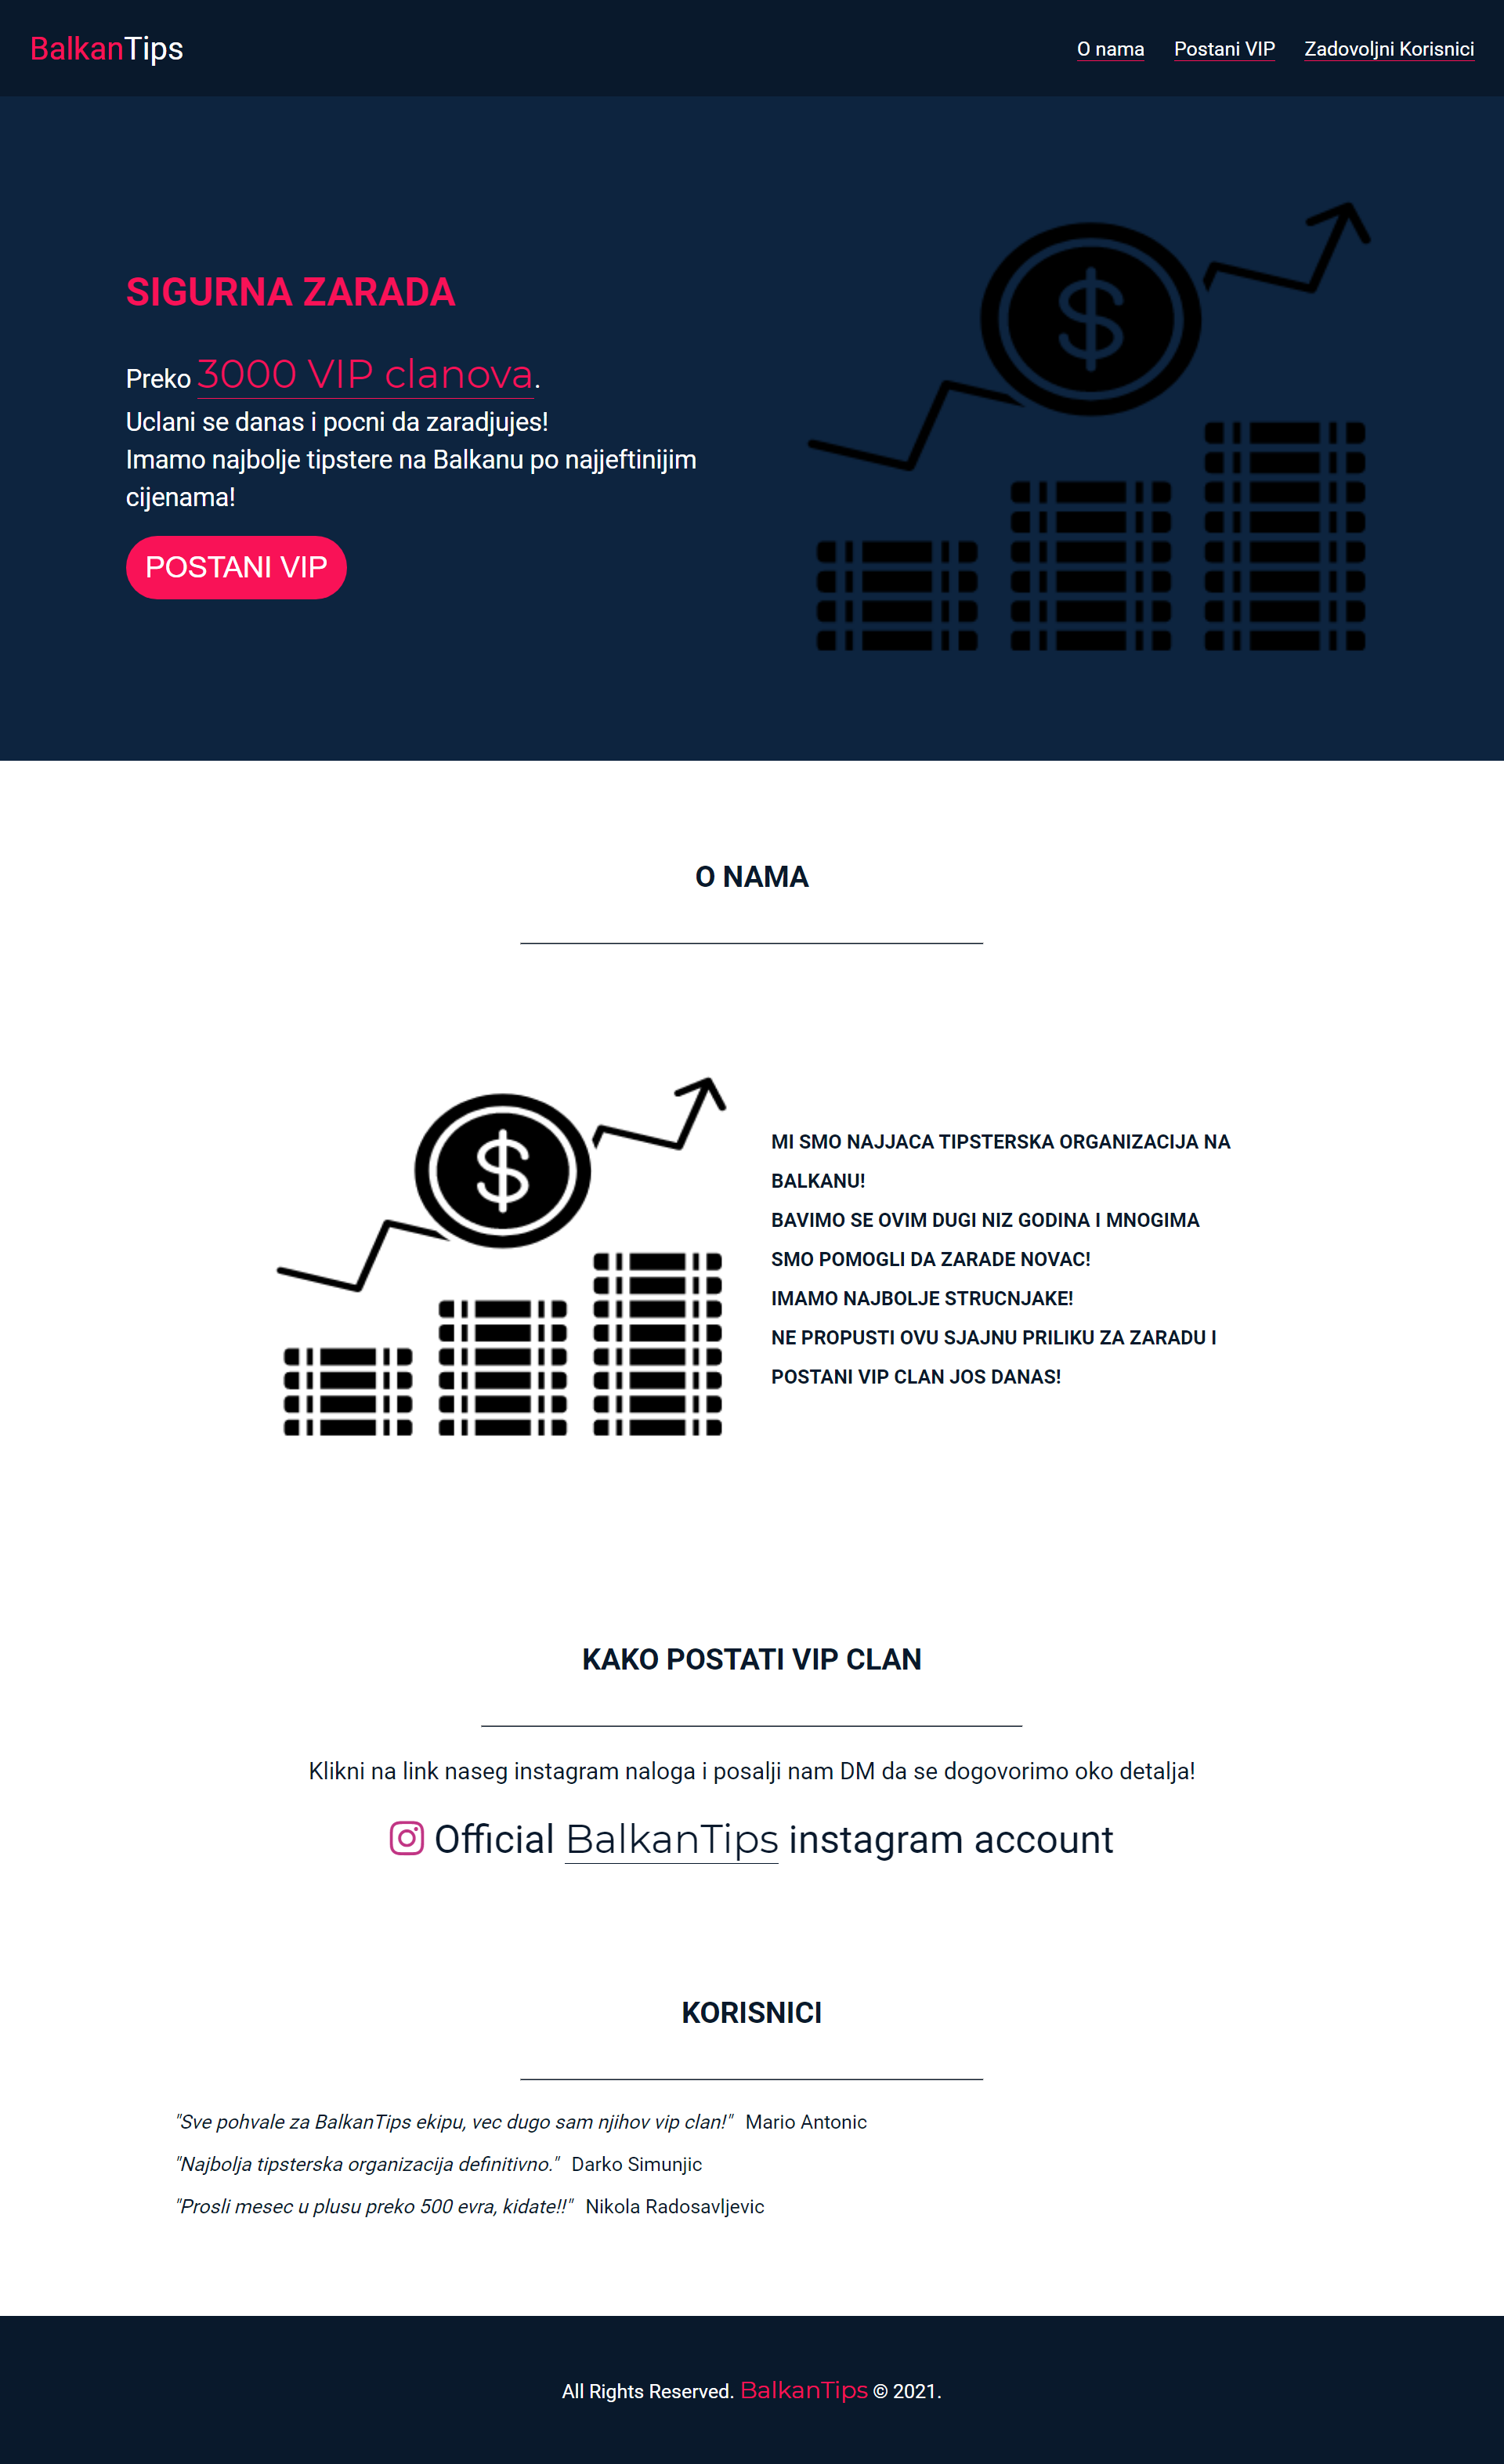 BalkanTips
O nama Postani VIP Zadovoljni Korisnici
SIGURNA ZARADA
Preko 3000 VIP clanova.
Uclani se danas i pocni da zaradjujes!
Imamo najbolje tipstere na Balkanu po najjeftinijim
cijenama!
POSTANI VIP
O NAMA
MI SMO NAJJACA TIPSTERSKA ORGANIZACIJA NA
BALKANU!
BAVIMO SE OVIM DUGI NIZ GODINA I MNOGIMA
SMO POMOGLI DA ZARADE NOVAC!
IMAMO NAJBOLJE STRUCNJAKE!
NE PROPUSTI OVU SJAJNU PRILIKU ZA ZARADU I
POSTANI VIP CLAN JOS DANAS!
KAKO POSTATI VIP CLAN
Klikni na link naseg instagram naloga i posalji nam DM da se dogovorimo oko detalja!
Official BalkanTips instagram account
KORISNICI
"Sve pohvale za BalkanTips ekipu, vec dugo sam njihov vip clan!" Mario Antonic
"Najbolja tipsterska organizacija definitivno." Darko Simunjic
"Prosli mesec u plusu preko 500 evra, kidate!!" Nikola Radosavljevic
All Rights Reserved. BalkanTips © 2021.